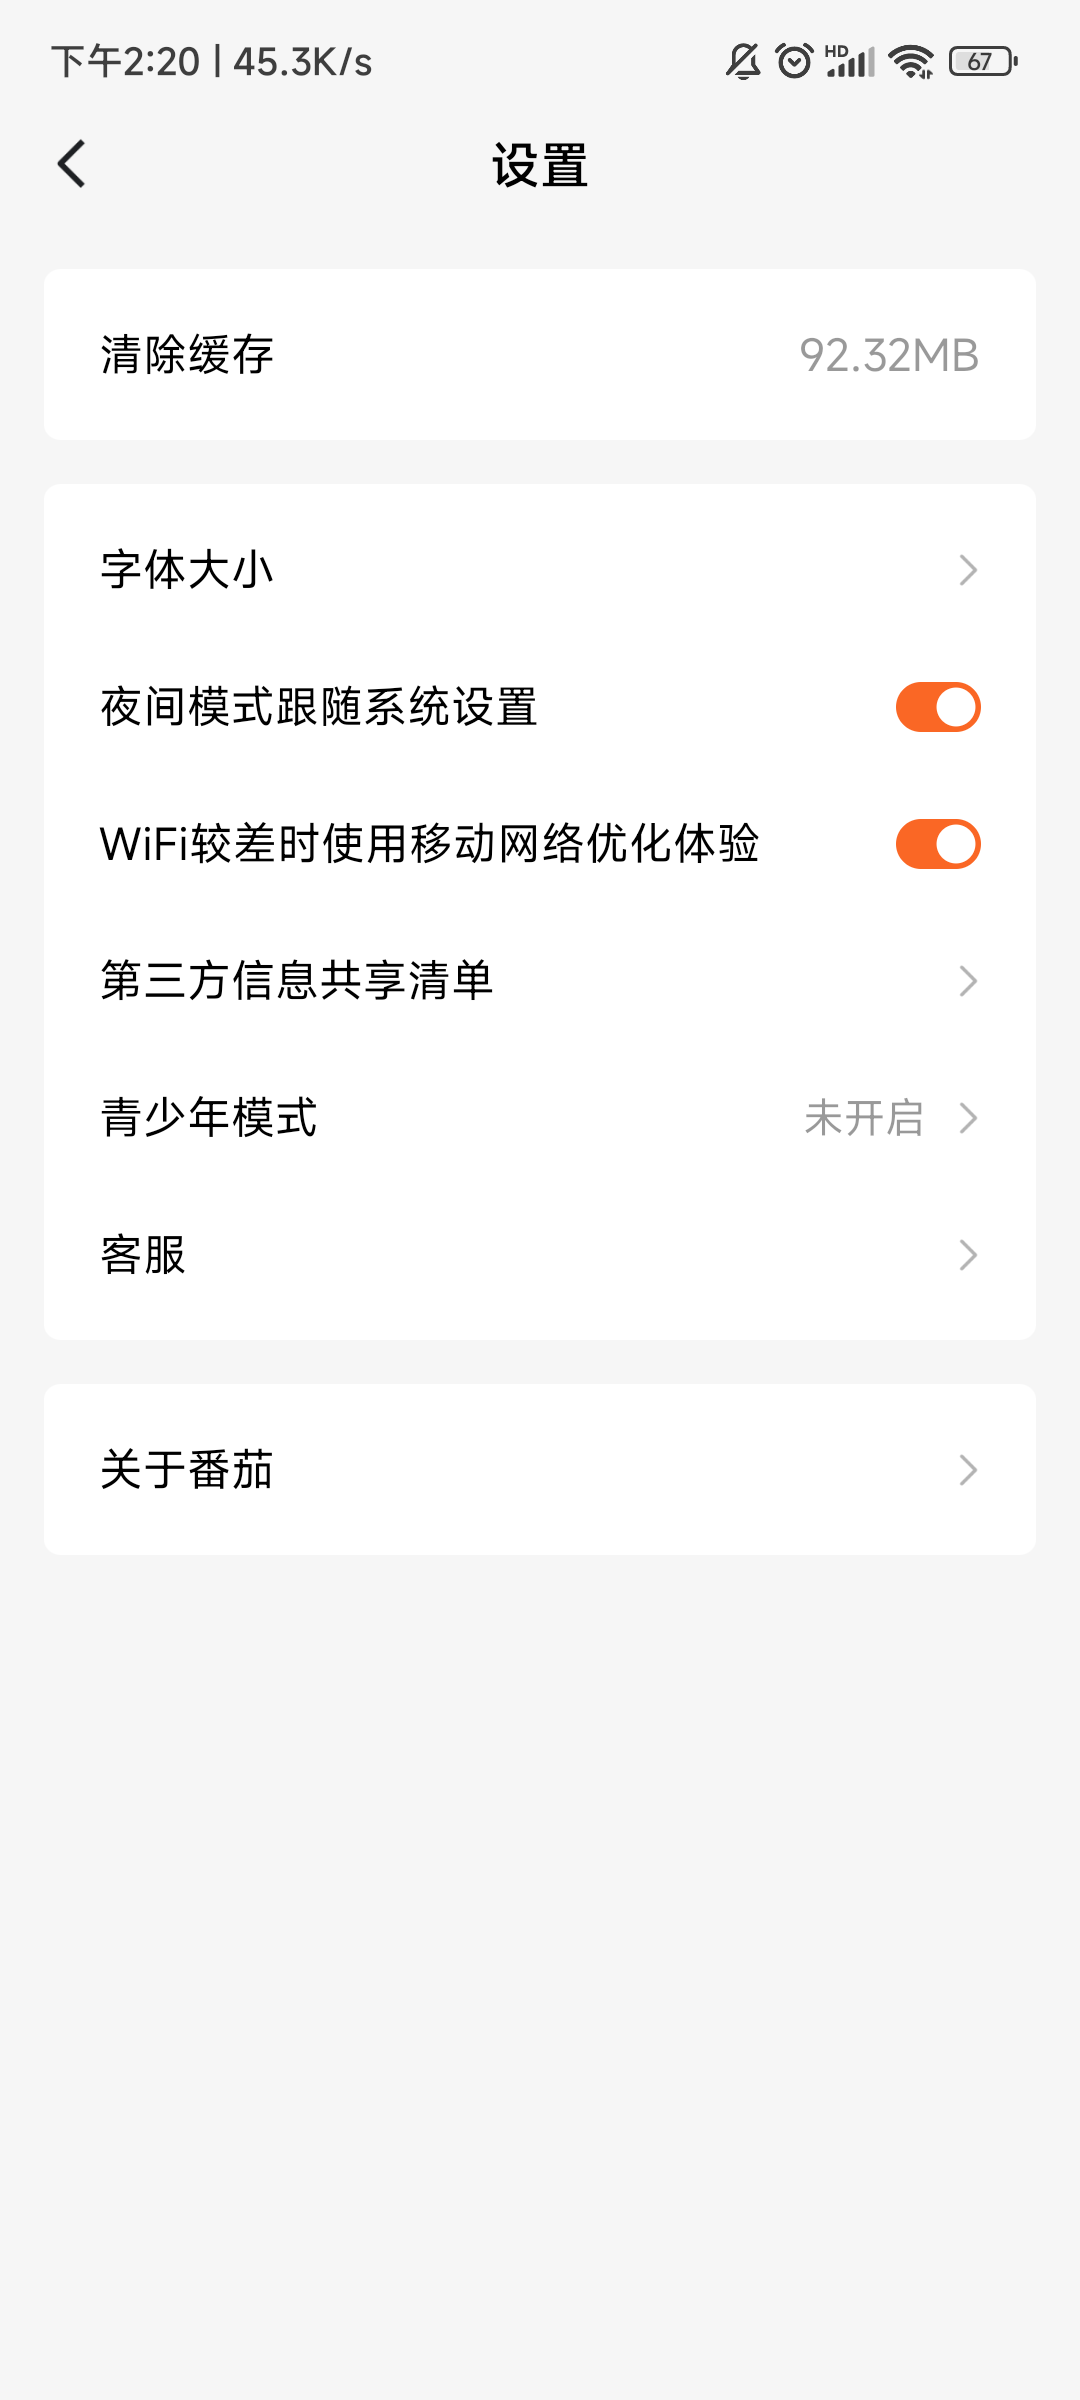 下午2:20 | 45.3K/s HD 67
设置
清除缓存 92.32MB
字体大小
夜间模式跟随系统设置
WiFi较差时使用移动网络优化体验
第三方信息共享清单
青少年模式 未开启
客服
关于番茄